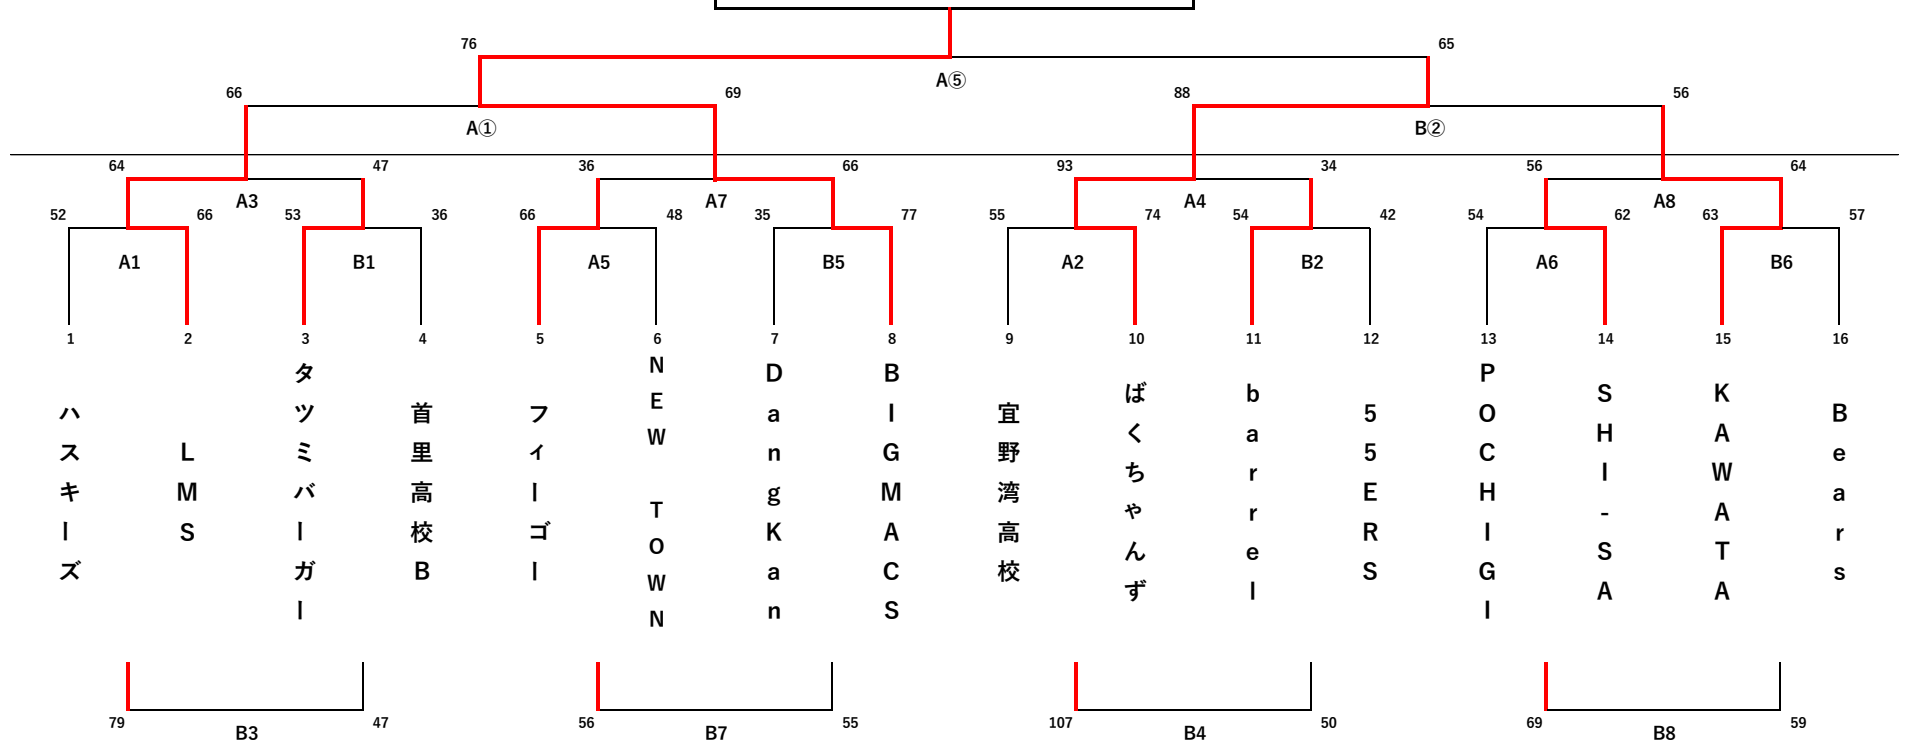 76 65
A⑤
66 69 88 56
A① B②
64 47 36 66 93 34 56 64
A3 A7 A4 A8
52 66 53 36 66 48 35 77 55 74 54 42 54 62 63 57
A1 B1 A5 B5 A2 B2 A6 B6
1 2 3 4 5 6 7 8 9 10 11 12 13 14 15 16
ハスキーズ
LMS
タツミバーガー
首里高校B
フィーゴー
NEW TOWN
DangKan
BIGMACS
宜野湾高校
ばくちゃんず
barrel
55ERS
POCHIGI
SHI-SA
KAWATA
Bears
79 47 56 55 107 50 69 59
B3 B7 B4 B8